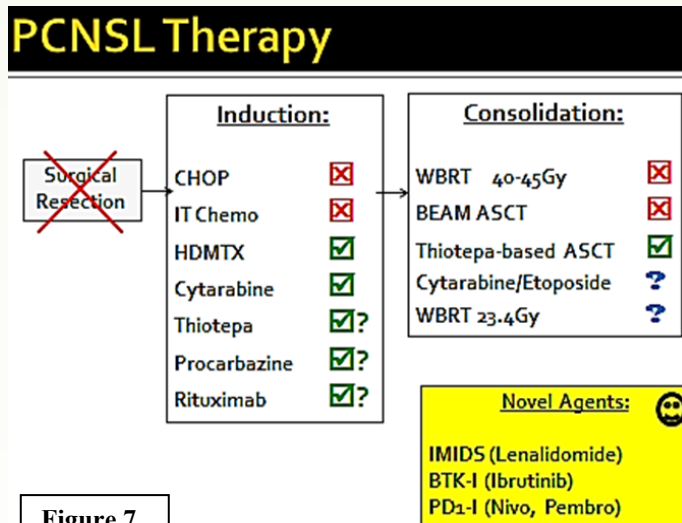 PCNSL Therapy
Surgical
Resection
Induction:
CHOP
IT Chemo
HDMTX
Cytarabine
Thiotepa ?
Procarbazine ?
Rituximab ?
Consolidation:
WBRT 40-45Gy
BEAM ASCT
Thiotepa-based ASCT
Cytarabine/Etoposide ?
WBRT 23.4Gy ?
Novel Agents:
IMIDS (Lenalidomide)
BTK-I (Ibrutinib)
PD1-I (Nivo, Pembro)
Figure 7